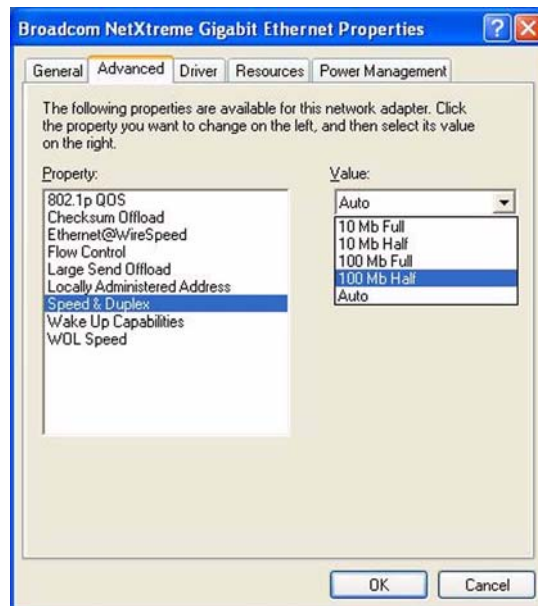 Broadcom NetXtreme Gigabit Ethernet Properties
General Advanced Driver Resources Power Management
The following properties are available for this network adapter. Click
the property you want to change on the left, and then select its value
on the right.
Property:
802.1p QOS
Checksum Offload
Ethernet@WireSpeed
Flow Control
Large Send Offload
Locally Administered Address
Speed & Duplex
Wake Up Capabilities
WOL Speed
Value:
Auto
10 Mb Full
10 Mb Half
100 Mb Full
100 Mb Half
Auto
OK Cancel